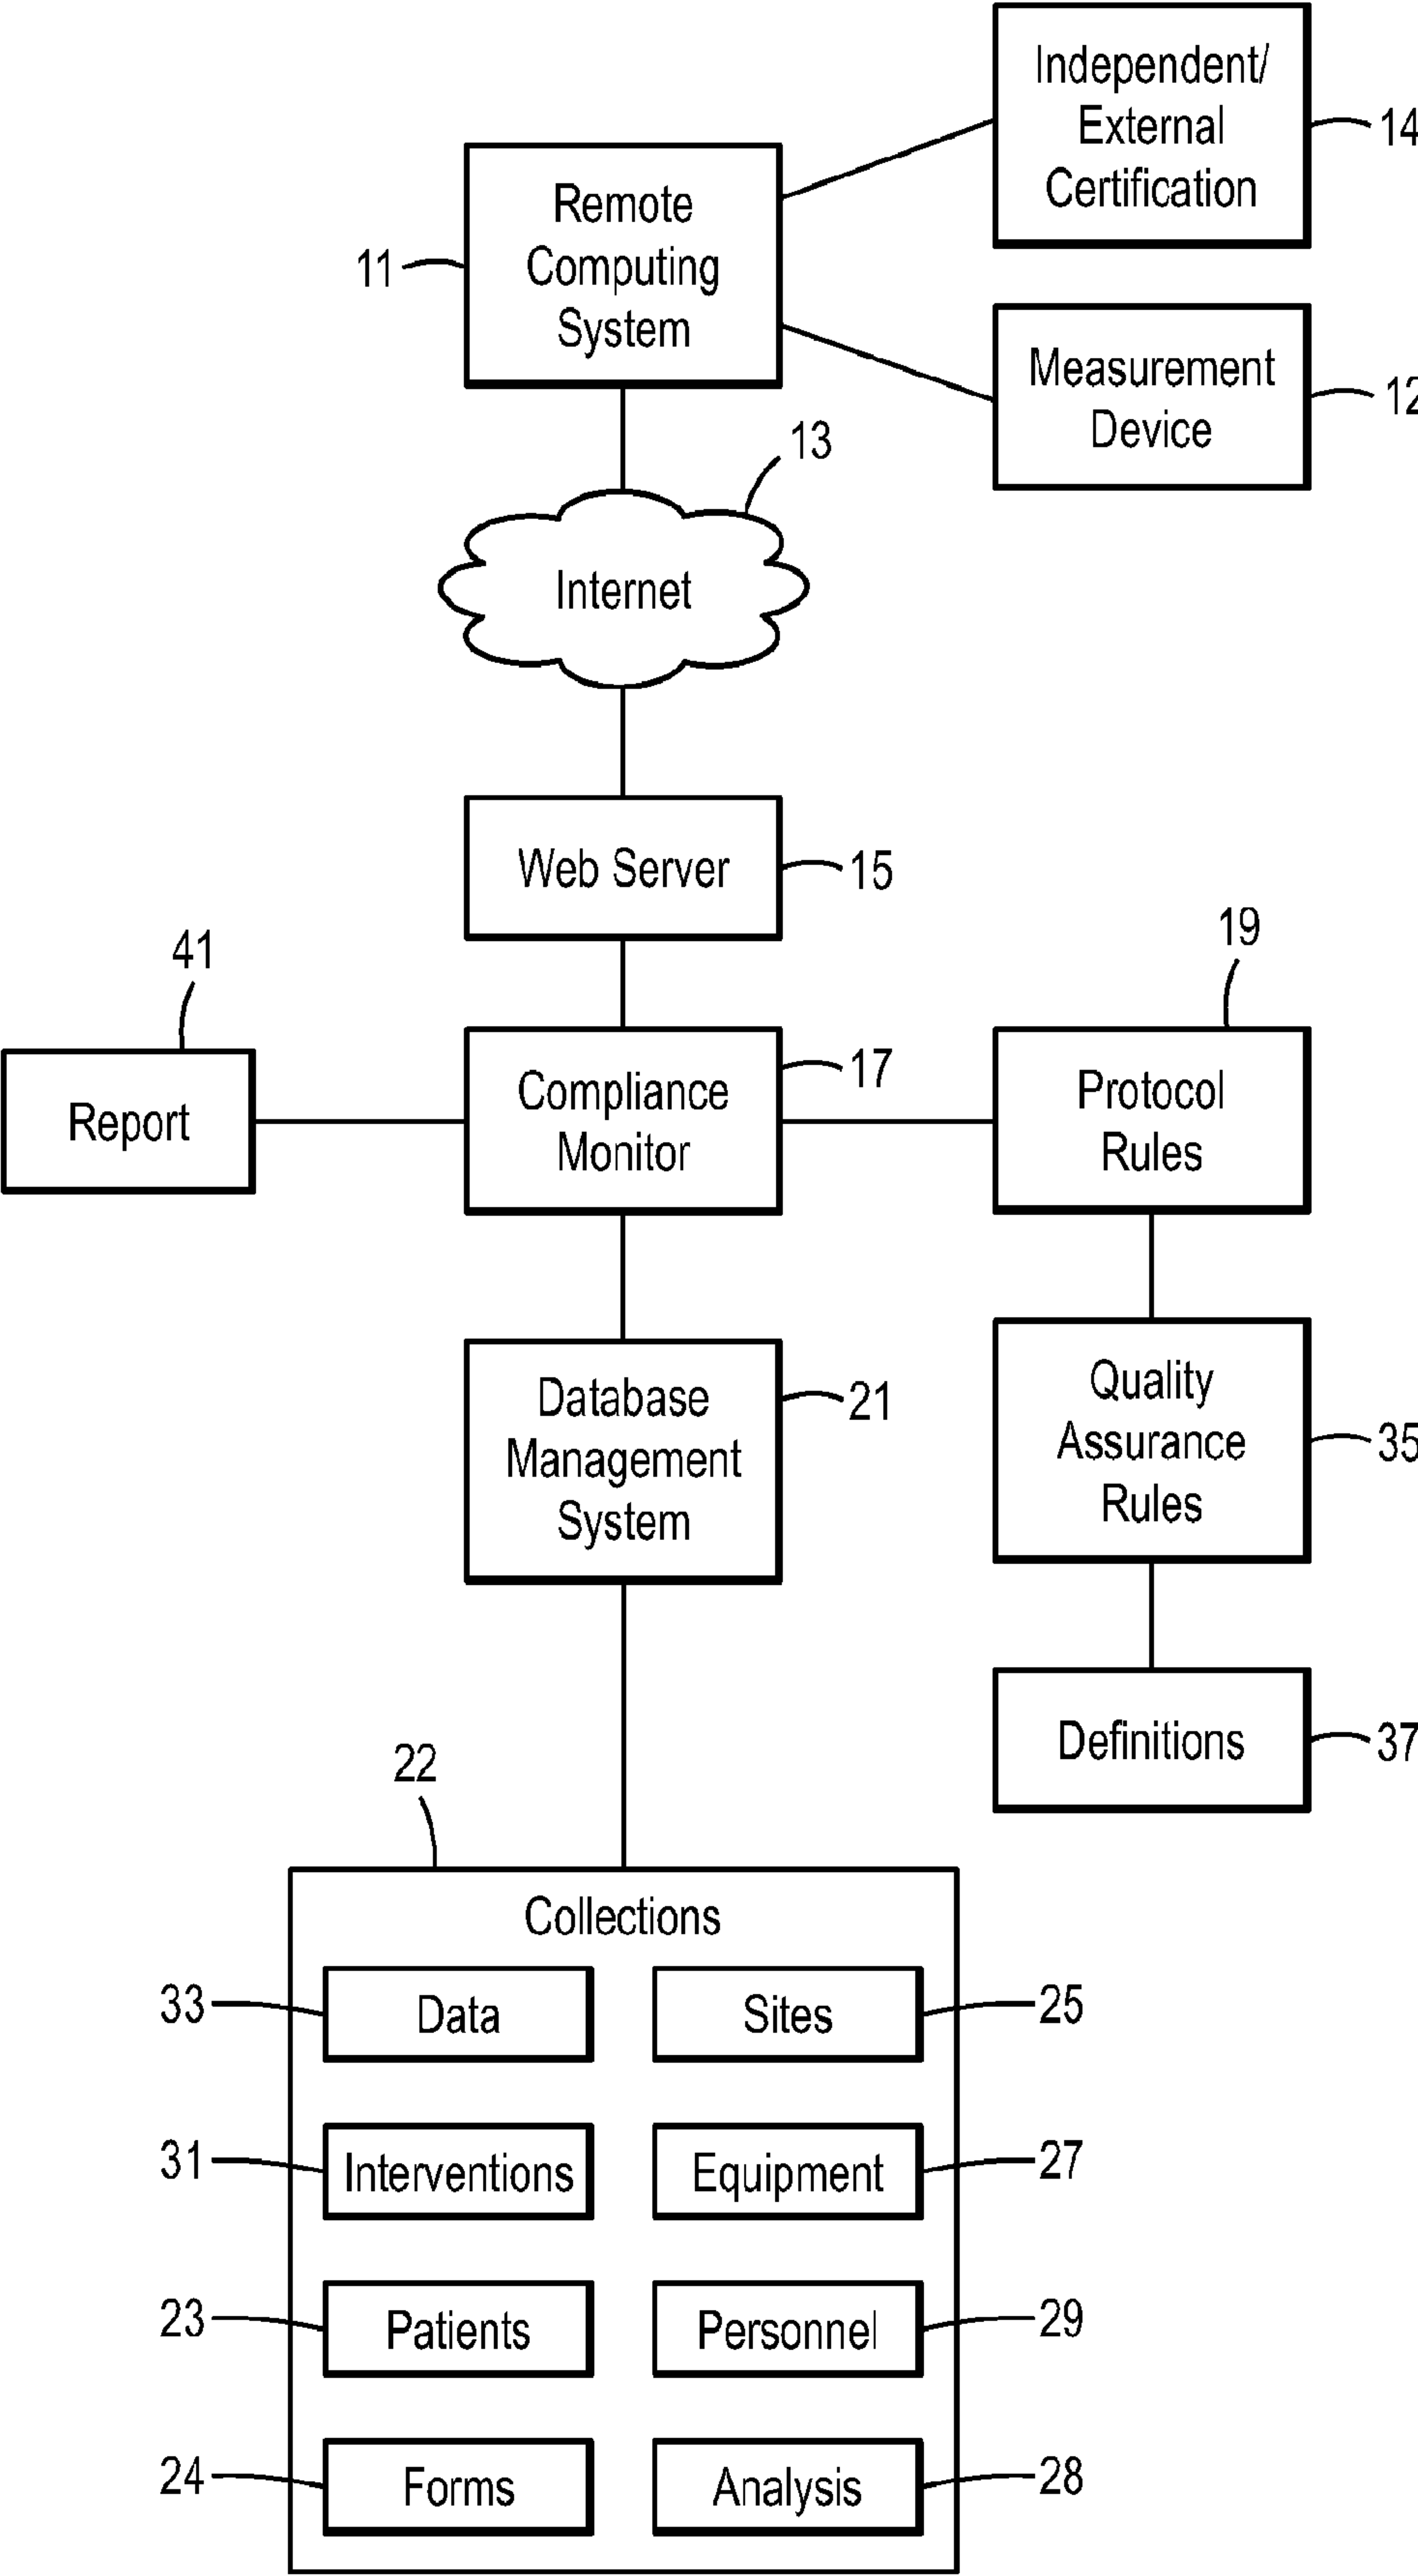 Independent/
External
Certification
14
Remote
Computing
System
11
Measurement
Device
12
13
Internet
Web Server
15
41
19
Report
Compliance
Monitor
17
Protocol
Rules
Database
Management
System
21
Quality
Assurance
Rules
35
Definitions
37
22
Collections
33
Data
Sites
25
31
Interventions
Equipment
27
23
Patients
Personnel
29
24
Forms
Analysis
28